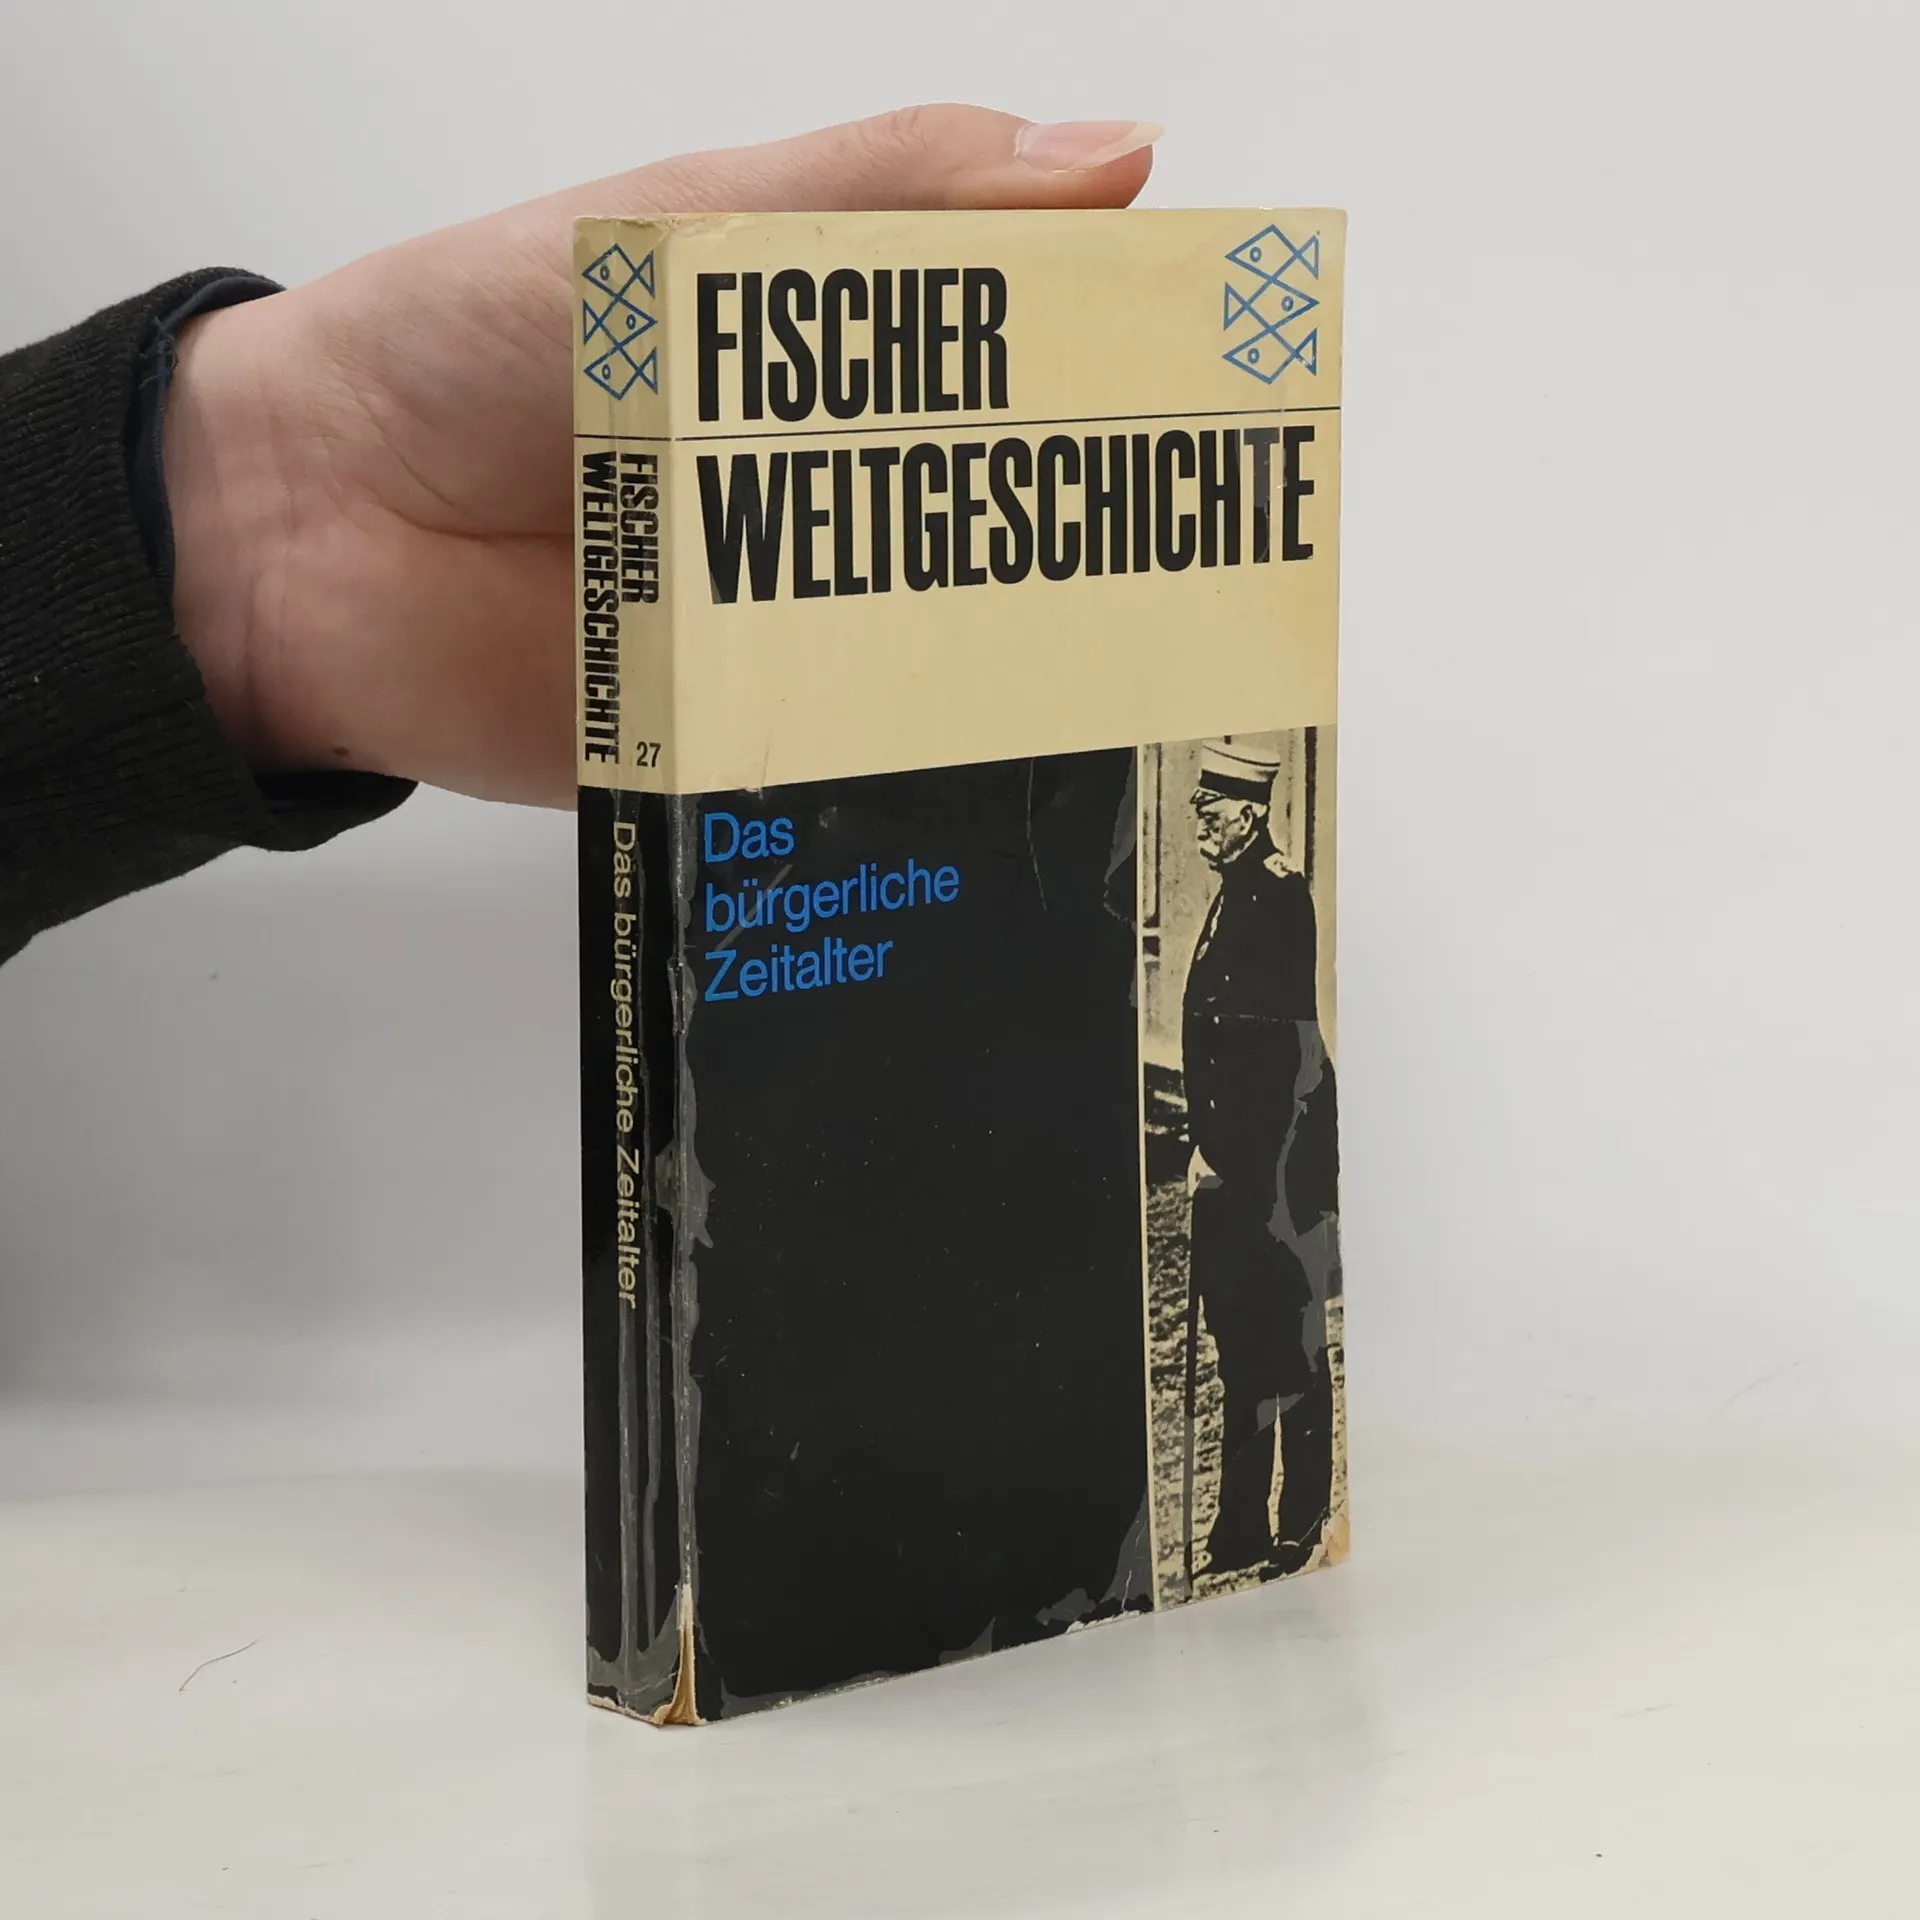 FISCHER
WELTGESCHICHTE
Das
bürgerliche
Zeitalter
FISCHER
WELTGESCHICHTE
27
Das bürgerliche Zeitalter